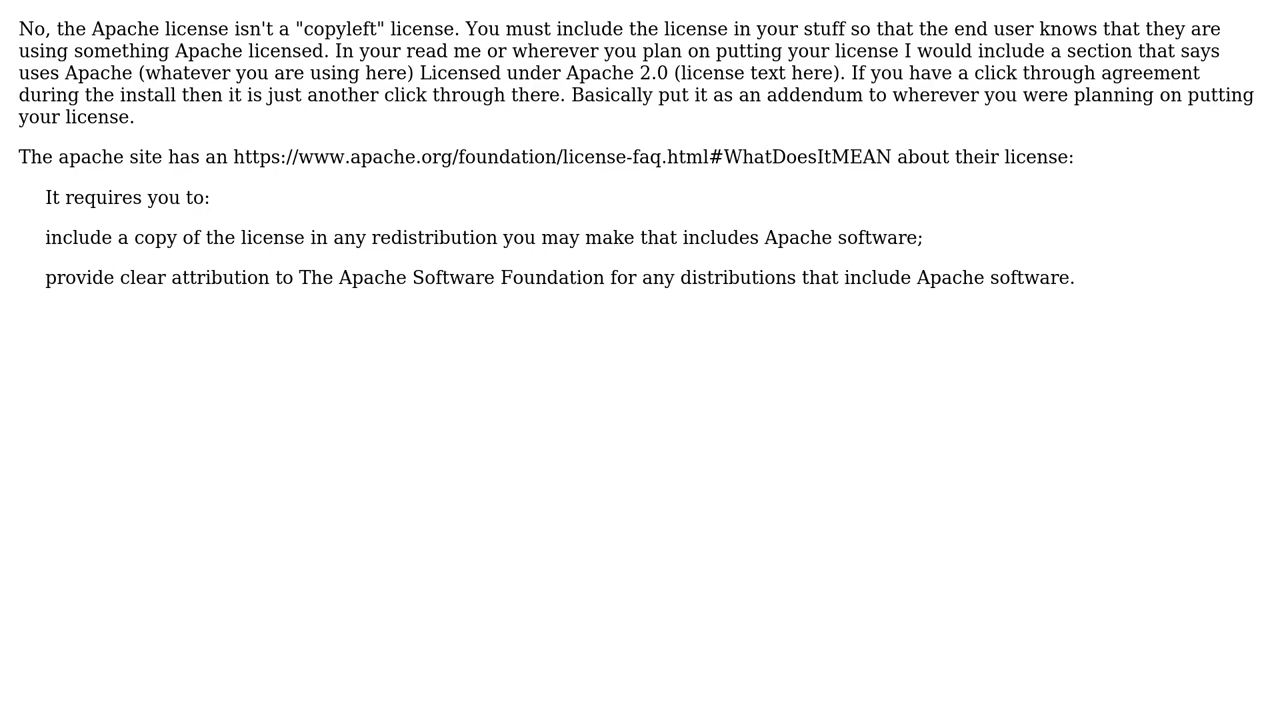 No, the Apache license isn't a "copyleft" license. You must include the license in your stuff so that the end user knows that they are
using something Apache licensed. In your read me or wherever you plan on putting your license I would include a section that says
uses Apache (whatever you are using here) Licensed under Apache 2.0 (license text here). If you have a click through agreement
during the install then it is just another click through there. Basically put it as an addendum to wherever you were planning on putting
your license.
The apache site has an https://www.apache.org/foundation/license-faq.html#WhatDoesItMEAN about their license:
It requires you to:
include a copy of the license in any redistribution you may make that includes Apache software;
provide clear attribution to The Apache Software Foundation for any distributions that include Apache software.